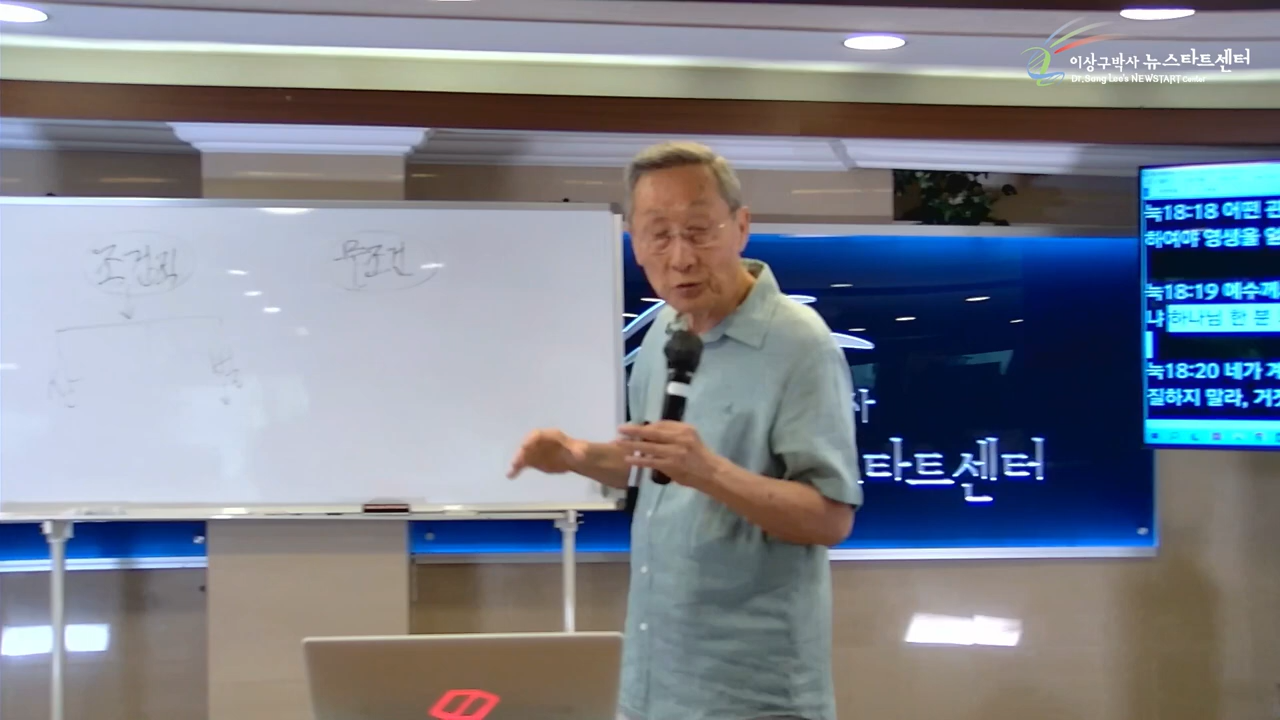 이상구박사 뉴스타트센터
Dr. Sang Lee's NEWSTART Center
조건적
무조건
눅18:18 어떤 관
하여야 영생을 얻
눅18:19 예수께
냐 하나님 한 분
눅18:20 네가 계
질하지 말라, 거짓
사
타트센터